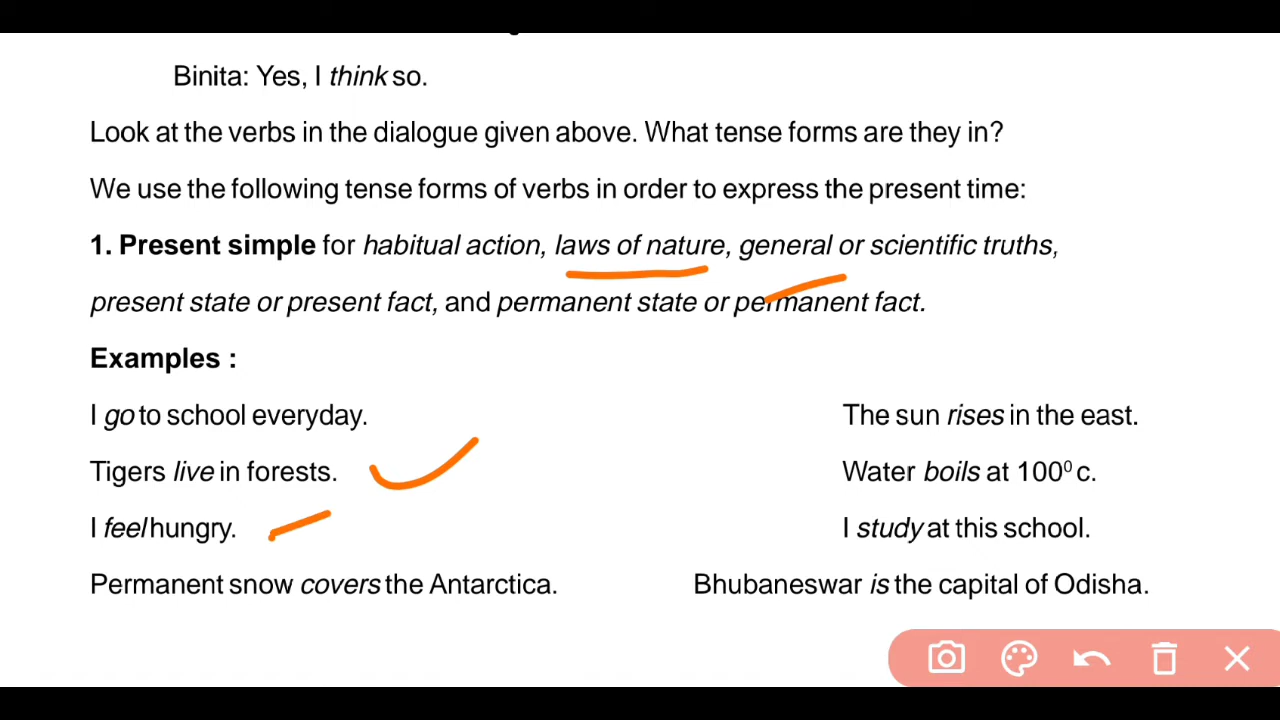 Binita: Yes, I think so.
Look at the verbs in the dialogue given above. What tense forms are they in?
We use the following tense forms of verbs in order to express the present time:
1. Present simple for habitual action, laws of nature, general or scientific truths,
present state or present fact, and permanent state or permanent fact.
Examples :
I go to school everyday. The sun rises in the east.
Tigers live in forests. Water boils at 100⁰ c.
I feel hungry. I study at this school.
Permanent snow covers the Antarctica. Bhubaneswar is the capital of Odisha.